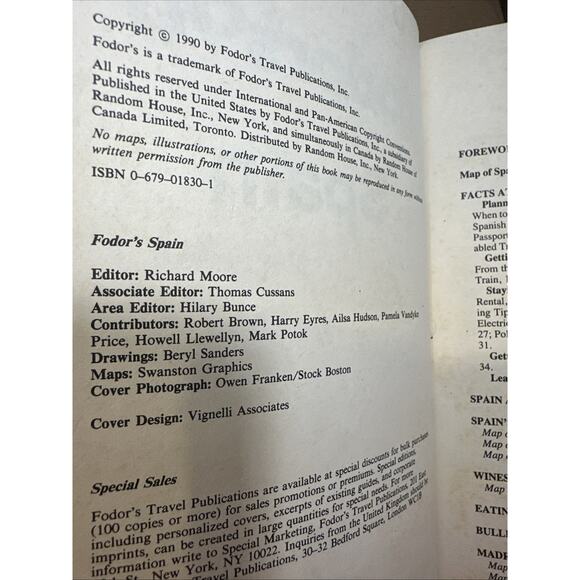 Copyright © 1990 by Fodor's Travel Publications, Inc.
Fodor's is a trademark of Fodor's Travel Publications, Inc.
All rights reserved under International and Pan-American Copyright Conventions.
Published in the United States by Fodor's Travel Publications, Inc., a subsidiary of
Random House, Inc., New York, and simultaneously in Canada by Random House of
Canada Limited, Toronto. Distributed by Random House, Inc., New York.
No maps, illustrations, or other portions of this book may be reproduced in any form without
written permission from the publisher.
ISBN 0-679-01830-1
Fodor's Spain
Editor: Richard Moore
Associate Editor: Thomas Cussans
Area Editor: Hilary Bunce
Contributors: Robert Brown, Harry Eyres, Ailsa Hudson, Pamela Vandyke
Price, Howell Llewellyn, Mark Potok
Drawings: Beryl Sanders
Maps: Swanston Graphics
Cover Photograph: Owen Franken/Stock Boston
Cover Design: Vignelli Associates
Special Sales
Fodor's Travel Publications are available at special discounts for bulk purchases
(100 copies or more) for sales promotions or premiums. Special editions,
including personalized covers, excerpts of existing guides, and corporate
imprints, can be created in large quantities for special needs. For more
information write to Special Marketing, Fodor's Travel Publications, 201 East
St., New York, NY 10022. Inquiries from the United Kingdom should be
Travel Publications, 30–32 Bedford Square, London WC1B
FOREWO
Map of Spa
FACTS A
Plann
When to
Spanish
Passport
abled Tr
Getti
From th
Train,
Stay
Rental,
ing Tip
Electri
27; Pol
31.
Get
34.
Lea
SPAIN
SPAIN'
Map
Map
Map
WINES
Map
EATIN
BULL
MADR
Map